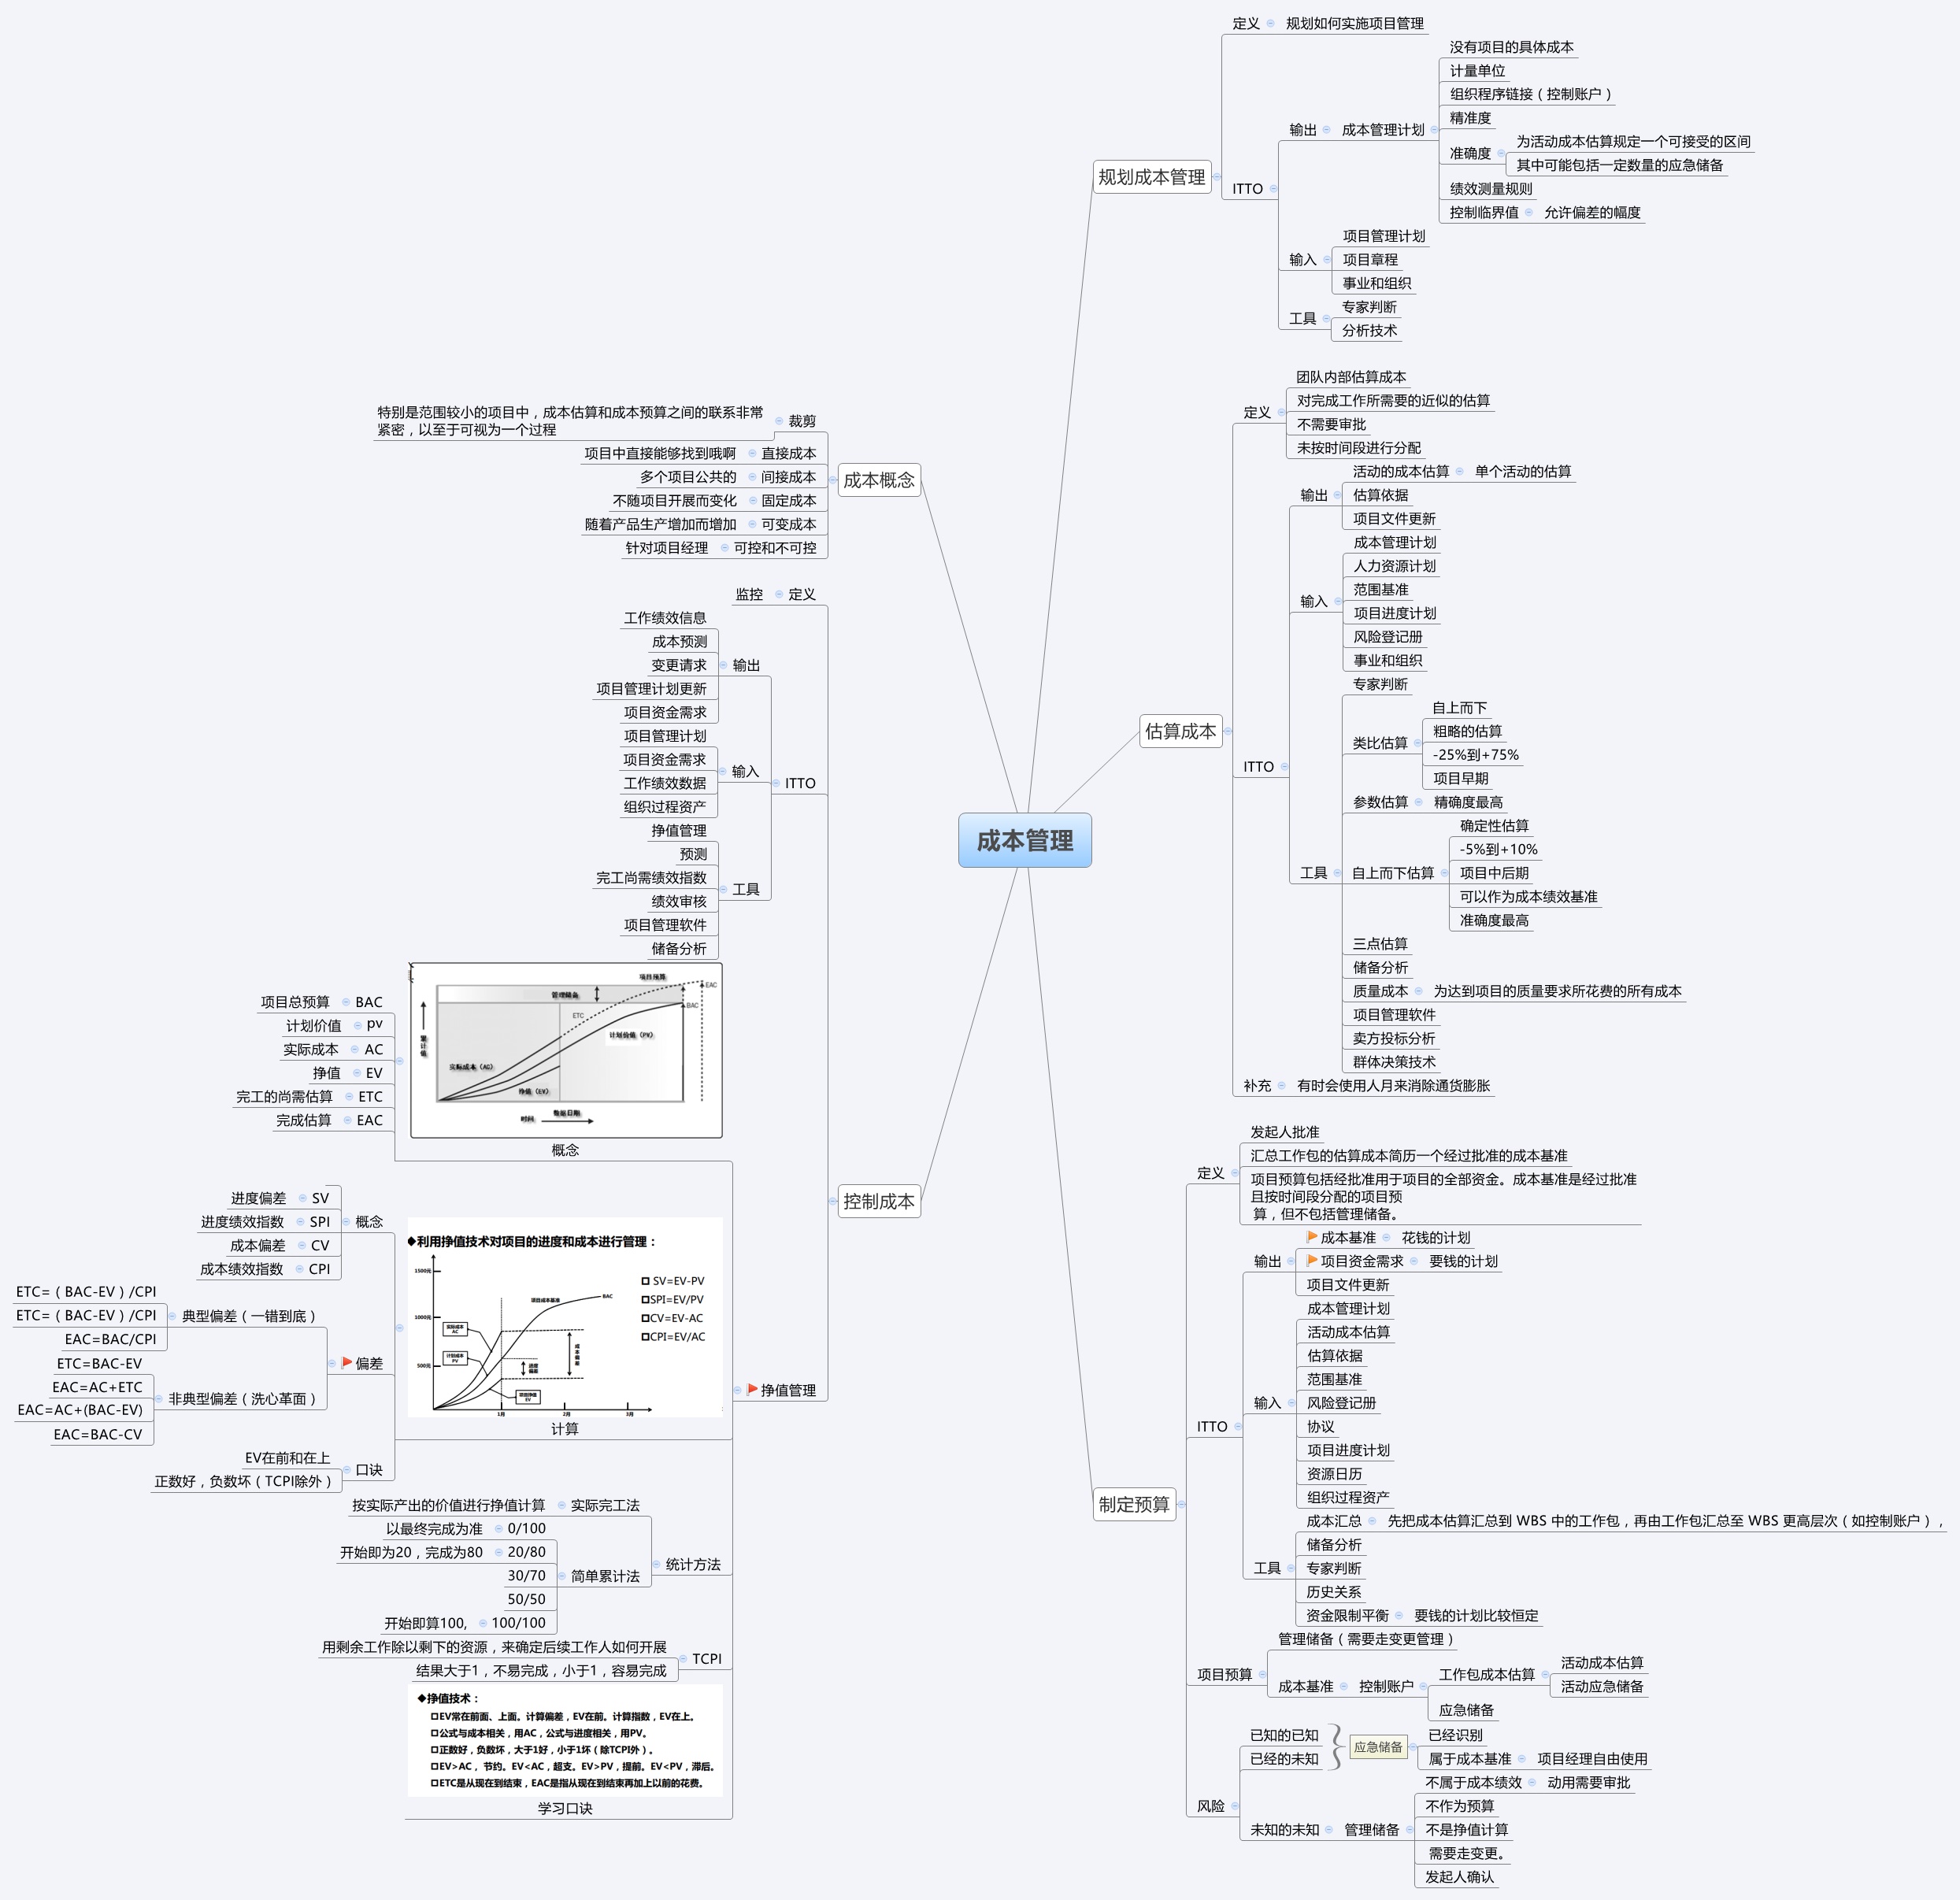 成本管理
规划成本管理
定义
规划如何实施项目管理
ITTO
输出
成本管理计划
没有项目的具体成本
计量单位
组织程序链接（控制账户）
精准度
准确度
为活动成本估算规定一个可接受的区间
其中可能包括一定数量的应急储备
绩效测量规则
控制临界值
允许偏差的幅度
输入
项目管理计划
项目章程
事业和组织
工具
专家判断
分析技术
估算成本
定义
团队内部估算成本
对完成工作所需要的近似的估算
不需要审批
未按时间段进行分配
ITTO
输出
活动的成本估算
单个活动的估算
估算依据
项目文件更新
输入
成本管理计划
人力资源计划
范围基准
项目进度计划
风险登记册
事业和组织
工具
专家判断
类比估算
自上而下
粗略的估算
-25%到+75%
项目早期
参数估算
精确度最高
自上而下估算
确定性估算
-5%到+10%
项目中后期
可以作为成本绩效基准
准确度最高
三点估算
储备分析
质量成本
为达到项目的质量要求所花费的所有成本
项目管理软件
卖方投标分析
群体决策技术
补充
有时会使用人月来消除通货膨胀
制定预算
定义
发起人批准
汇总工作包的估算成本简历一个经过批准的成本基准
项目预算包括经批准用于项目的全部资金。成本基准是经过批准
且按时间段分配的项目预
算，但不包括管理储备。
ITTO
输出
成本基准
花钱的计划
项目资金需求
要钱的计划
项目文件更新
输入
成本管理计划
活动成本估算
估算依据
范围基准
风险登记册
协议
项目进度计划
资源日历
组织过程资产
工具
成本汇总
先把成本估算汇总到 WBS 中的工作包，再由工作包汇总至 WBS 更高层次（如控制账户），
储备分析
专家判断
历史关系
资金限制平衡
要钱的计划比较恒定
项目预算
管理储备（需要走变更管理）
成本基准
控制账户
工作包成本估算
活动成本估算
活动应急储备
应急储备
风险
已知的已知
已经的未知
应急储备
已经识别
属于成本基准
项目经理自由使用
未知的未知
管理储备
不属于成本绩效
动用需要审批
不作为预算
不是挣值计算
需要走变更。
发起人确认
成本概念
裁剪
特别是范围较小的项目中，成本估算和成本预算之间的联系非常
紧密，以至于可视为一个过程
直接成本
项目中直接能够找到哦啊
间接成本
多个项目公共的
固定成本
不随项目开展而变化
可变成本
随着产品生产增加而增加
可控和不可控
针对项目经理
控制成本
定义
监控
ITTO
输出
工作绩效信息
成本预测
变更请求
项目管理计划更新
项目资金需求
输入
项目管理计划
项目资金需求
工作绩效数据
组织过程资产
工具
挣值管理
预测
完工尚需绩效指数
绩效审核
项目管理软件
储备分析
挣值管理
项目预算
管理储备
EAC
BAC
ETC
计划价值（PV）
累计值
实际成本（AC）
挣值（EV）
时间
数据日期
概念
BAC
项目总预算
pv
计划价值
AC
实际成本
EV
挣值
ETC
完工的尚需估算
EAC
完成估算
◆利用挣值技术对项目的进度和成本进行管理：
1500元
1000元
500元
项目成本基准
BAC
实际成本
AC
计划成本
PV
项目挣值
EV
进度
偏差
成本偏差
1月
2月
3月
SV=EV-PV
SPI=EV/PV
CV=EV-AC
CPI=EV/AC
计算
概念
SV
进度偏差
SPI
进度绩效指数
CV
成本偏差
CPI
成本绩效指数
偏差
典型偏差（一错到底）
ETC=（BAC-EV）/CPI
ETC=（BAC-EV）/CPI
EAC=BAC/CPI
非典型偏差（洗心革面）
ETC=BAC-EV
EAC=AC+ETC
EAC=AC+(BAC-EV)
EAC=BAC-CV
口诀
EV在前和在上
正数好，负数坏（TCPI除外）
统计方法
实际完工法
按实际产出的价值进行挣值计算
简单累计法
0/100
以最终完成为准
20/80
开始即为20，完成为80
30/70
50/50
100/100
开始即算100,
TCPI
用剩余工作除以剩下的资源，来确定后续工作人如何开展
结果大于1，不易完成，小于1，容易完成
◆挣值技术：
EV常在前面、上面。计算偏差，EV在前。计算指数，EV在上。
公式与成本相关，用AC，公式与进度相关，用PV。
正数好，负数坏，大于1好，小于1坏（除TCPI外）。
EV>AC， 节约。EV<AC，超支。EV>PV，提前。EV<PV，滞后。
ETC是从现在到结束，EAC是指从现在到结束再加上以前的花费。
学习口诀